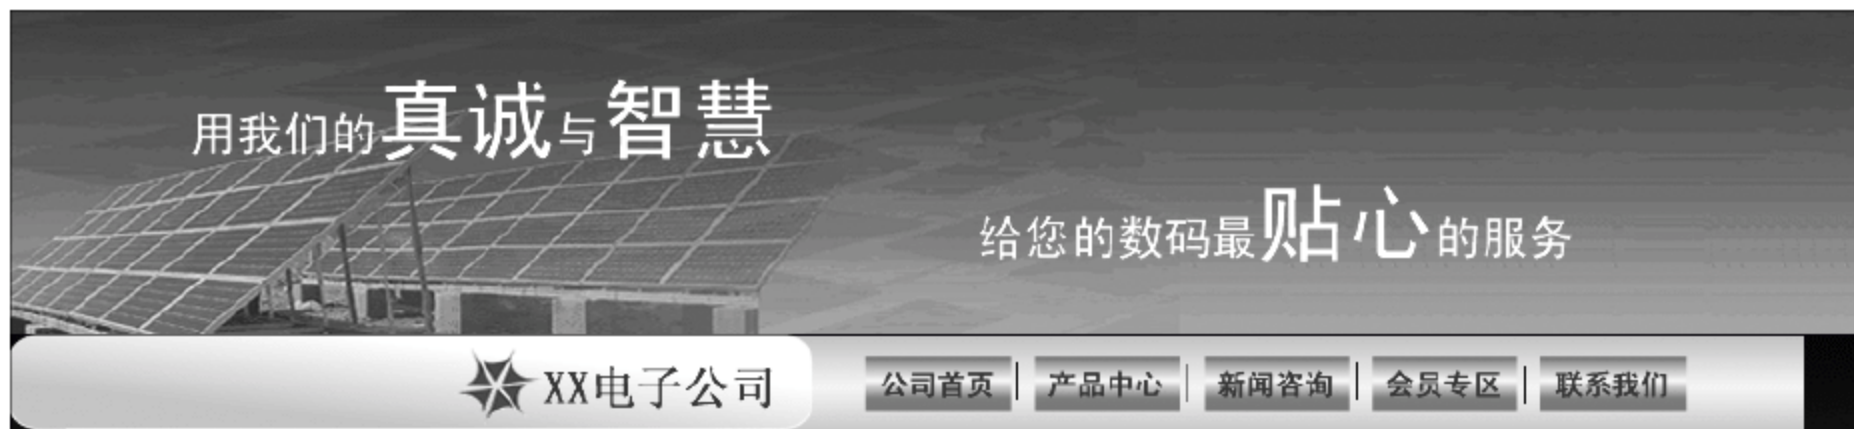 用我们的真诚与智慧
给您的数码最贴心的服务
XX电子公司
公司首页 | 产品中心 | 新闻咨询 | 会员专区 | 联系我们